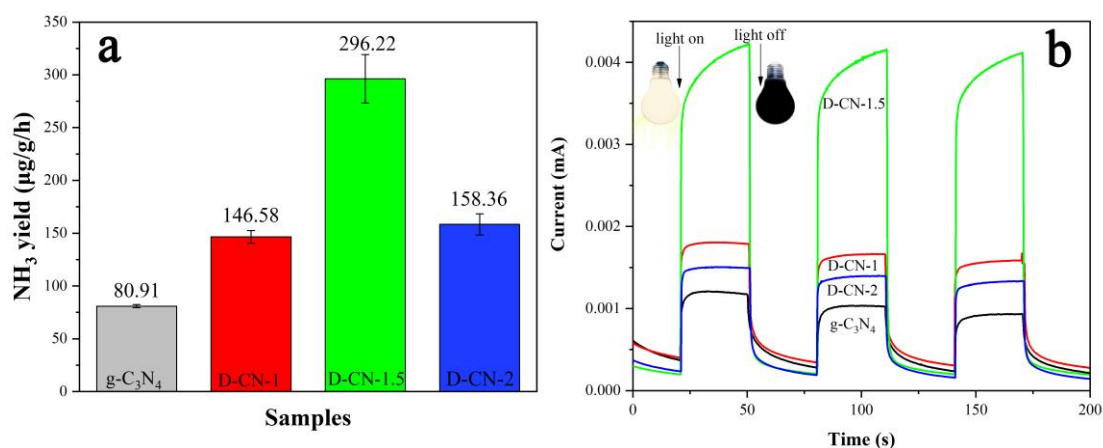 a
350
300
250
200
150
100
50
0
NH₃ yield (μg/g/h)
80.91
146.58
296.22
158.36
g-C₃N₄
D-CN-1
D-CN-1.5
D-CN-2
Samples
b
light on
light off
0.004
0.003
0.002
0.001
0.000
Current (mA)
D-CN-1.5
D-CN-1
D-CN-2
g-C₃N₄
0
50
100
150
200
Time (s)